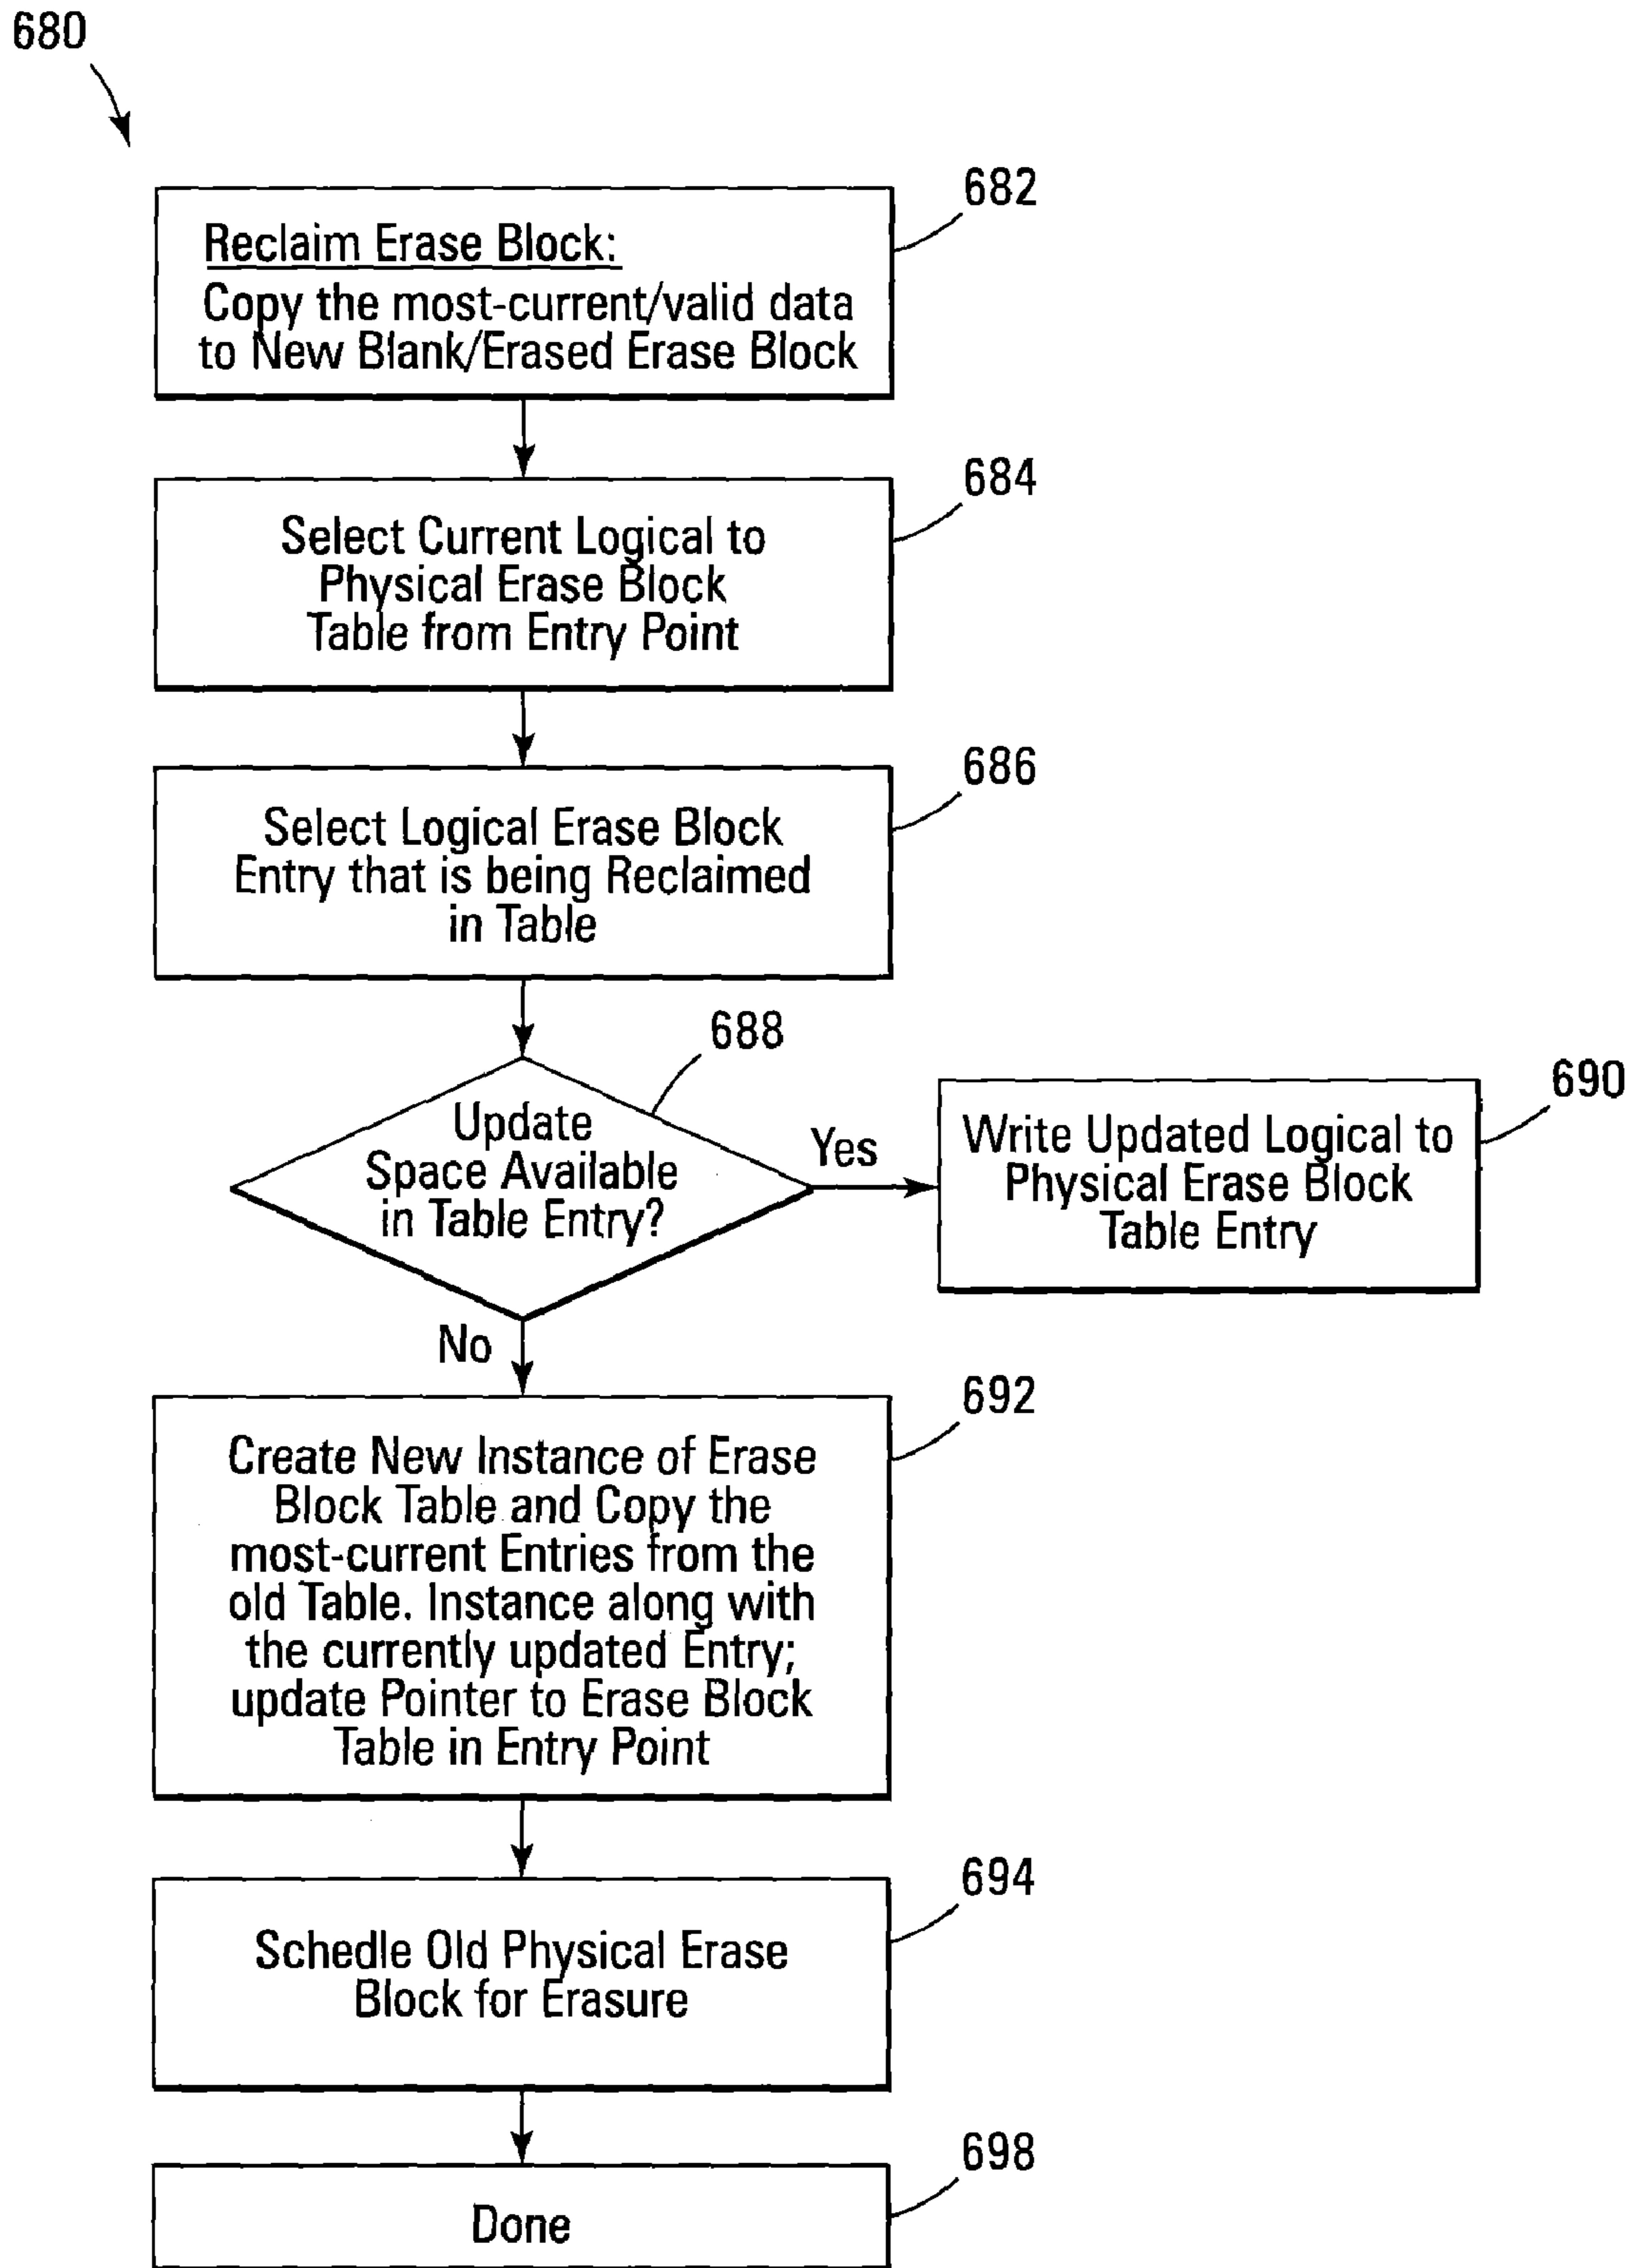 680
682
Reclaim Erase Block:
Copy the most-current/valid data
to New Blank/Erased Erase Block
684
Select Current Logical to
Physical Erase Block
Table from Entry Point
686
Select Logical Erase Block
Entry that is being Reclaimed
in Table
688
Update
Space Available
in Table Entry?
Yes
690
Write Updated Logical to
Physical Erase Block
Table Entry
No
692
Create New Instance of Erase
Block Table and Copy the
most-current Entries from the
old Table. Instance along with
the currently updated Entry;
update Pointer to Erase Block
Table in Entry Point
694
Schedle Old Physical Erase
Block for Erasure
698
Done